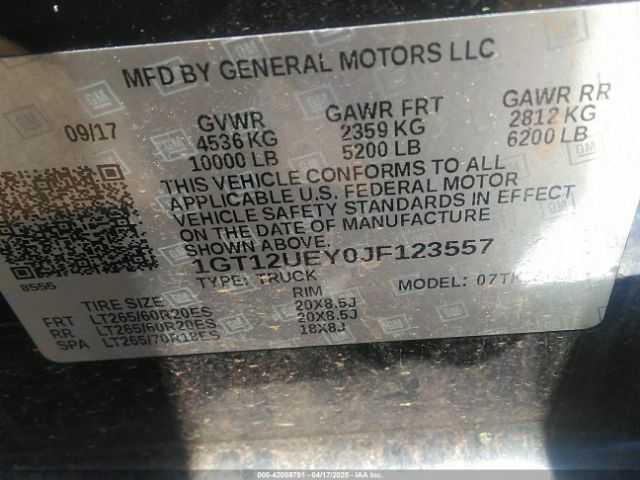 MFD BY GENERAL MOTORS LLC
09/17
GVWR
4536 KG
10000 LB
GAWR FRT
2359 KG
5200 LB
GAWR RR
2812 KG
6200 LB
THIS VEHICLE CONFORMS TO ALL
APPLICABLE U.S. FEDERAL MOTOR
VEHICLE SAFETY STANDARDS IN EFFECT
ON THE DATE OF MANUFACTURE
SHOWN ABOVE.
1GT12UEY0JF123557
8555
TYPE: TRUCK
MODEL:
TIRE SIZE RIM
FRT LT265/60R20ES 20X8.5J
RR LT265/60R20ES 20X8.5J
SPA LT265/70R18ES 18X8J
000-42059791 - 04/17/2025 - IAA Inc.